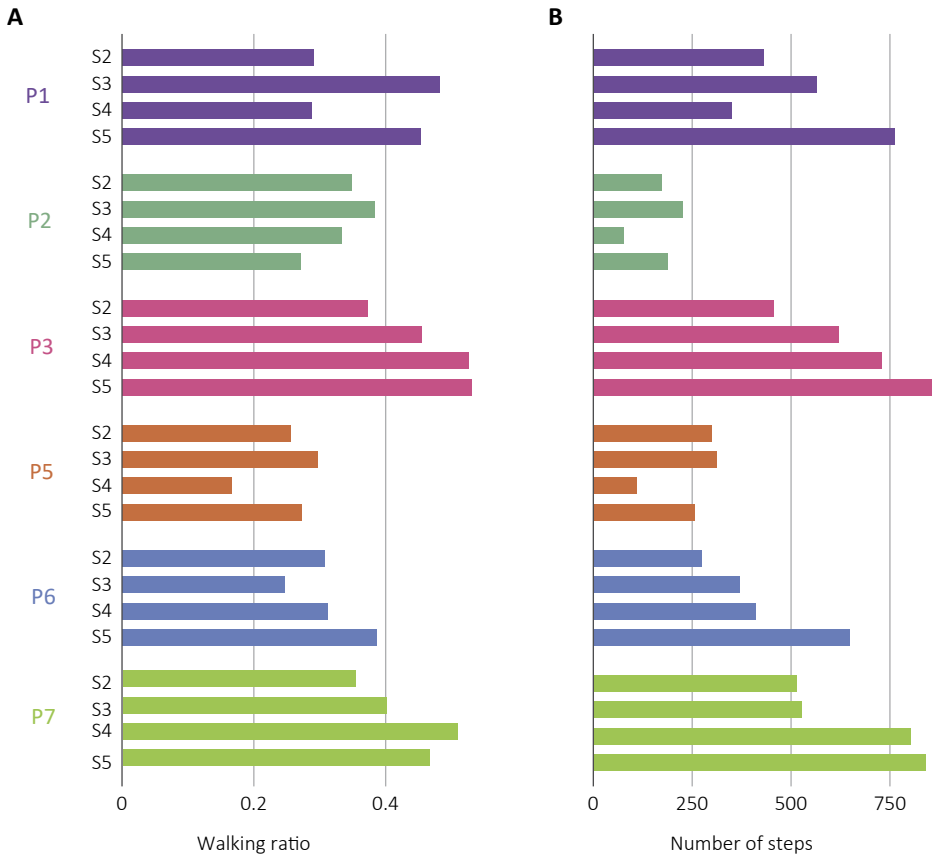 A
B
P1
S2
S3
S4
S5
P2
S2
S3
S4
S5
P3
S2
S3
S4
S5
P5
S2
S3
S4
S5
P6
S2
S3
S4
S5
P7
S2
S3
S4
S5
0 0.2 0.4
0 250 500 750
Walking ratio
Number of steps